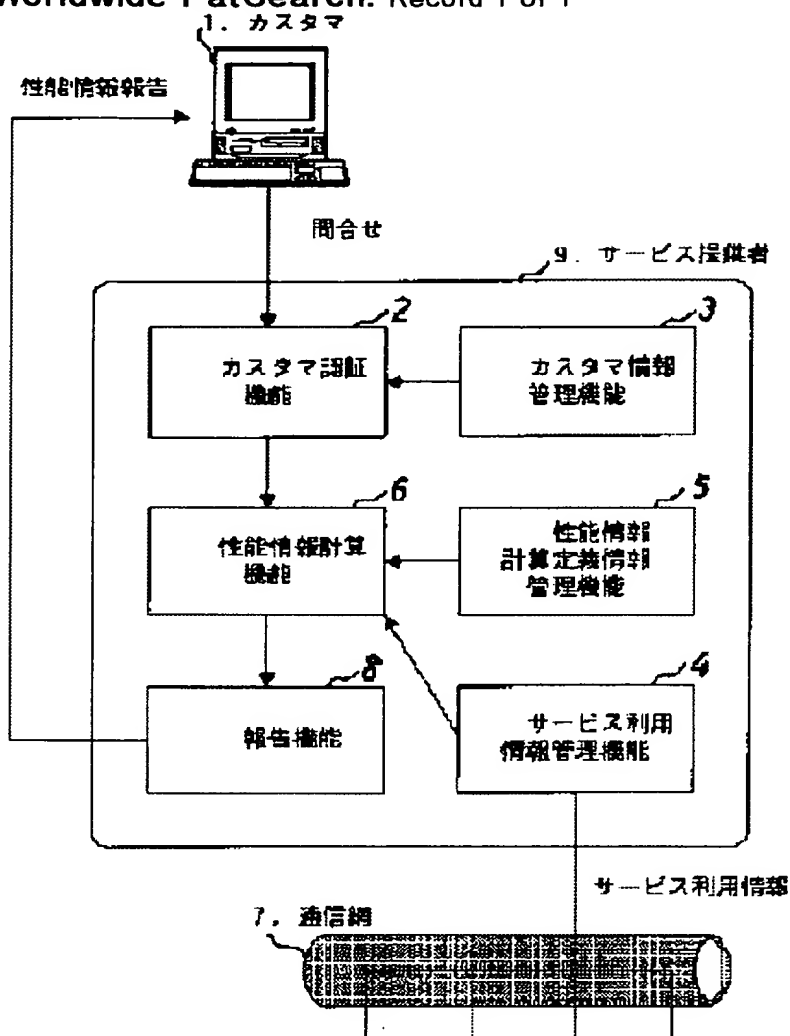 Worldwide PatSearch: Record 1 of 1
1. カスタマ
性能情報報告
問合せ
9. サービス提供者
2
カスタマ認証
機能
3
カスタマ情報
管理機能
6
性能情報計算
機能
5
性能情報
計算定義情報
管理機能
8
報告機能
4
サービス利用
情報管理機能
サービス利用情報
7. 通信網